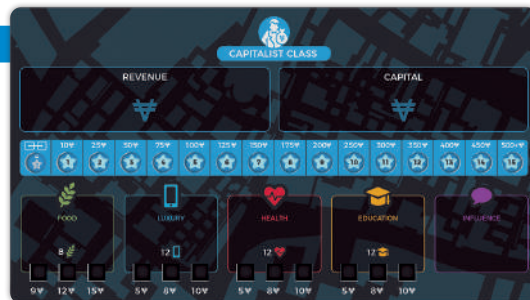 CAPITALIST CLASS
REVENUE CAPITAL
10₩ 25₩ 50₩ 75₩ 100₩ 125₩ 150₩ 175₩ 200₩ 250₩ 300₩ 350₩ 400₩ 450₩ 500+₩
1 2 3 4 5 6 7 8 9 10 11 12 13 14 15
FOOD LUXURY HEALTH EDUCATION INFLUENCE
8 12 12 12
9₩ 12₩ 15₩ 5₩ 8₩ 10₩ 5₩ 8₩ 10₩ 5₩ 8₩ 10₩